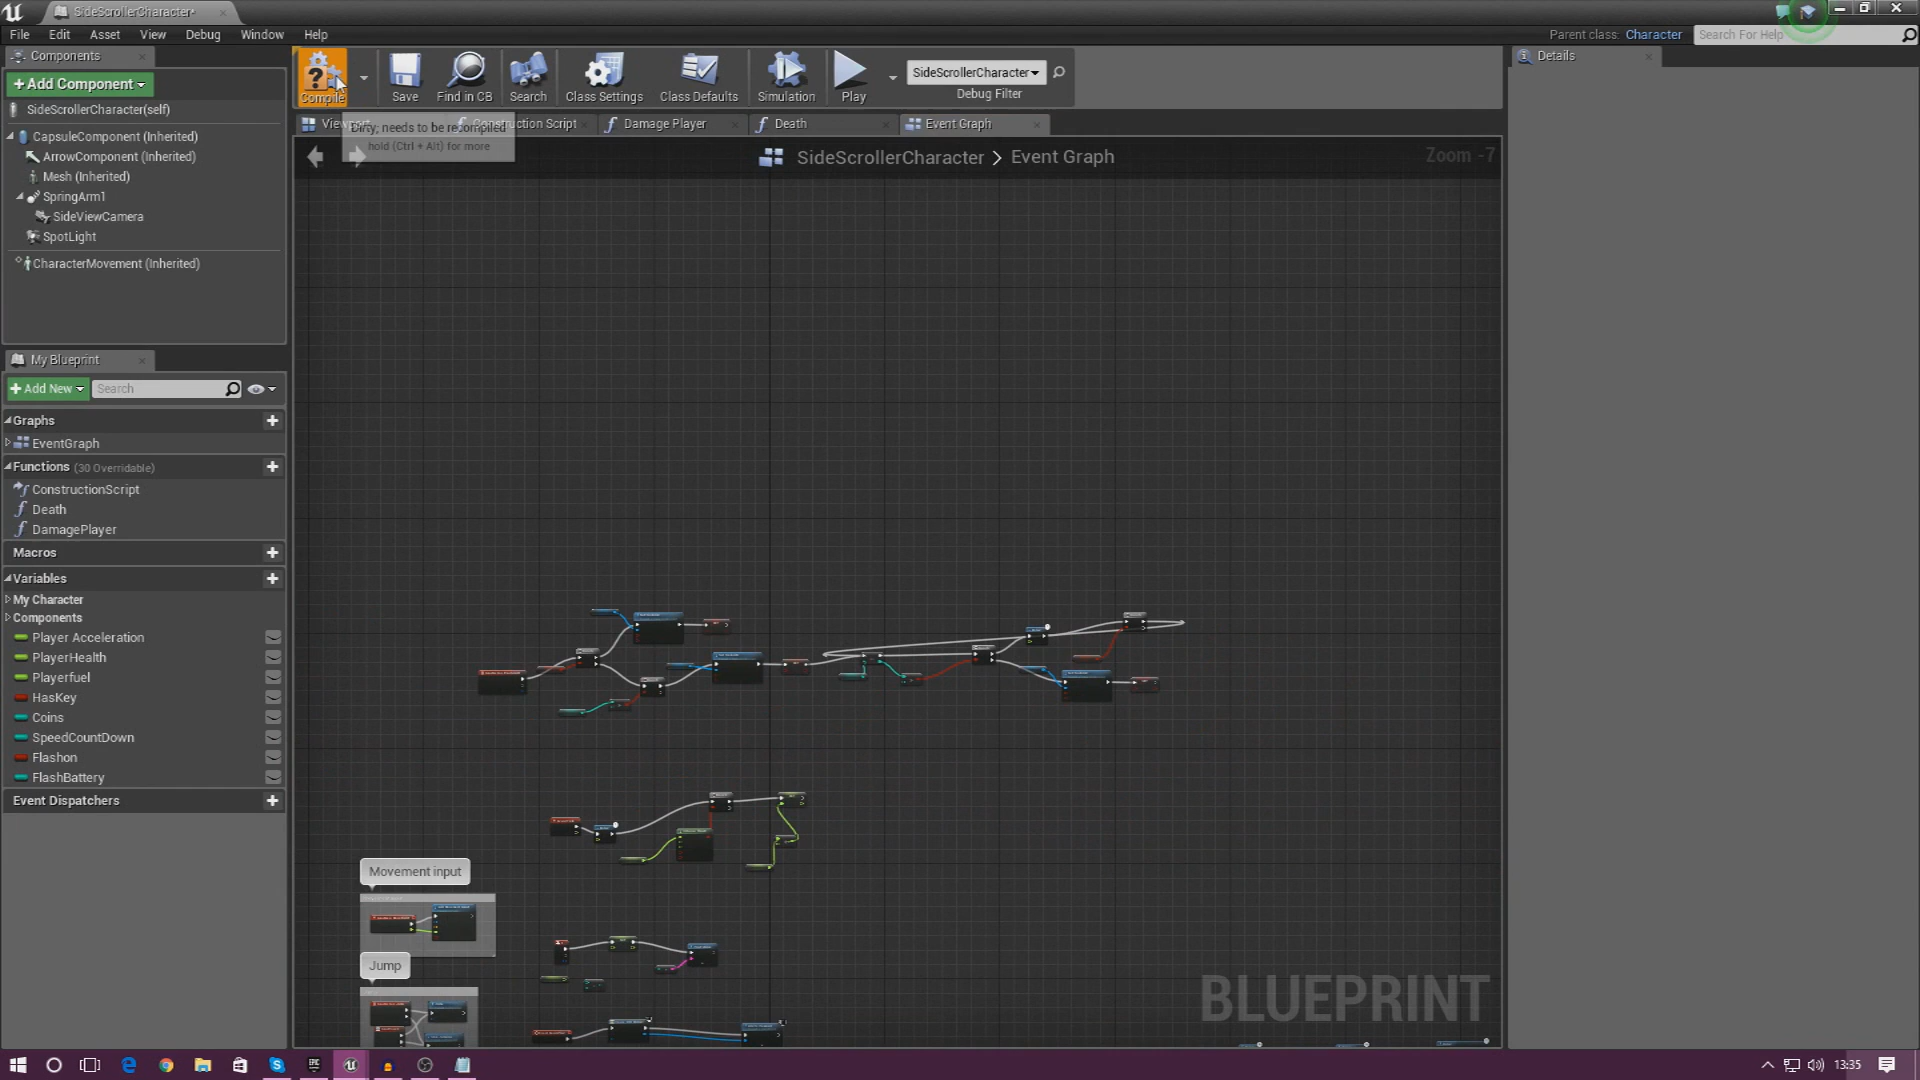 SideScrollerCharacter*
File Edit Asset View Debug Window Help
Parent class: Character
Search For Help
Components
Add Component
SideScrollerCharacter(self)
CapsuleComponent (Inherited)
ArrowComponent (Inherited)
Mesh (Inherited)
SpringArm1
SideViewCamera
SpotLight
CharacterMovement (Inherited)
Compile
Save
Find in CB
Search
Class Settings
Class Defaults
Simulation
Play
SideScrollerCharacter
Debug Filter
Details
Construction Script
Damage Player
Death
Event Graph
Dirty; needs to be recompiled
hold (Ctrl + Alt) for more
SideScrollerCharacter > Event Graph
Zoom -7
My Blueprint
Add New
Search
Graphs
EventGraph
Functions (30 Overridable)
ConstructionScript
Death
DamagePlayer
Macros
Variables
My Character
Components
Player Acceleration
PlayerHealth
Playerfuel
HasKey
Coins
SpeedCountDown
Flashon
FlashBattery
Event Dispatchers
Movement input
Jump
BLUEPRINT
13:35